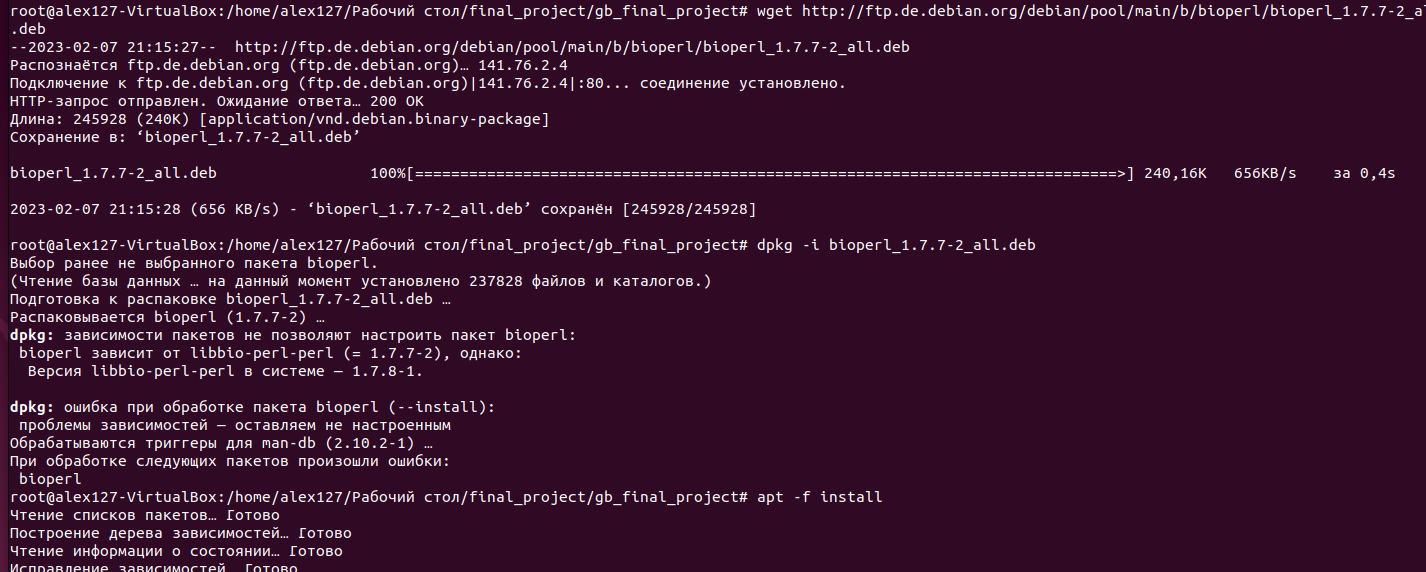 root@alex127-VirtualBox:/home/alex127/Рабочий стол/final_project/gb_final_project# wget http://ftp.de.debian.org/debian/pool/main/b/bioperl/bioperl_1.7.7-2_al
.deb
--2023-02-07 21:15:27--  http://ftp.de.debian.org/debian/pool/main/b/bioperl/bioperl_1.7.7-2_all.deb
Распознаётся ftp.de.debian.org (ftp.de.debian.org)… 141.76.2.4
Подключение к ftp.de.debian.org (ftp.de.debian.org)|141.76.2.4|:80... соединение установлено.
HTTP-запрос отправлен. Ожидание ответа… 200 OK
Длина: 245928 (240K) [application/vnd.debian.binary-package]
Сохранение в: ‘bioperl_1.7.7-2_all.deb’
bioperl_1.7.7-2_all.deb                 100%[==============================================================================>] 240,16K   656KB/s    за 0,4s
2023-02-07 21:15:28 (656 KB/s) - ‘bioperl_1.7.7-2_all.deb’ сохранён [245928/245928]
root@alex127-VirtualBox:/home/alex127/Рабочий стол/final_project/gb_final_project# dpkg -i bioperl_1.7.7-2_all.deb
Выбор ранее не выбранного пакета bioperl.
(Чтение базы данных … на данный момент установлено 237828 файлов и каталогов.)
Подготовка к распаковке bioperl_1.7.7-2_all.deb …
Распаковывается bioperl (1.7.7-2) …
dpkg: зависимости пакетов не позволяют настроить пакет bioperl:
 bioperl зависит от libbio-perl-perl (= 1.7.7-2), однако:
  Версия libbio-perl-perl в системе — 1.7.8-1.
dpkg: ошибка при обработке пакета bioperl (--install):
 проблемы зависимостей — оставляем не настроенным
Обрабатываются триггеры для man-db (2.10.2-1) …
При обработке следующих пакетов произошли ошибки:
 bioperl
root@alex127-VirtualBox:/home/alex127/Рабочий стол/final_project/gb_final_project# apt -f install
Чтение списков пакетов… Готово
Построение дерева зависимостей… Готово
Чтение информации о состоянии… Готово
Исправление зависимостей… Готово